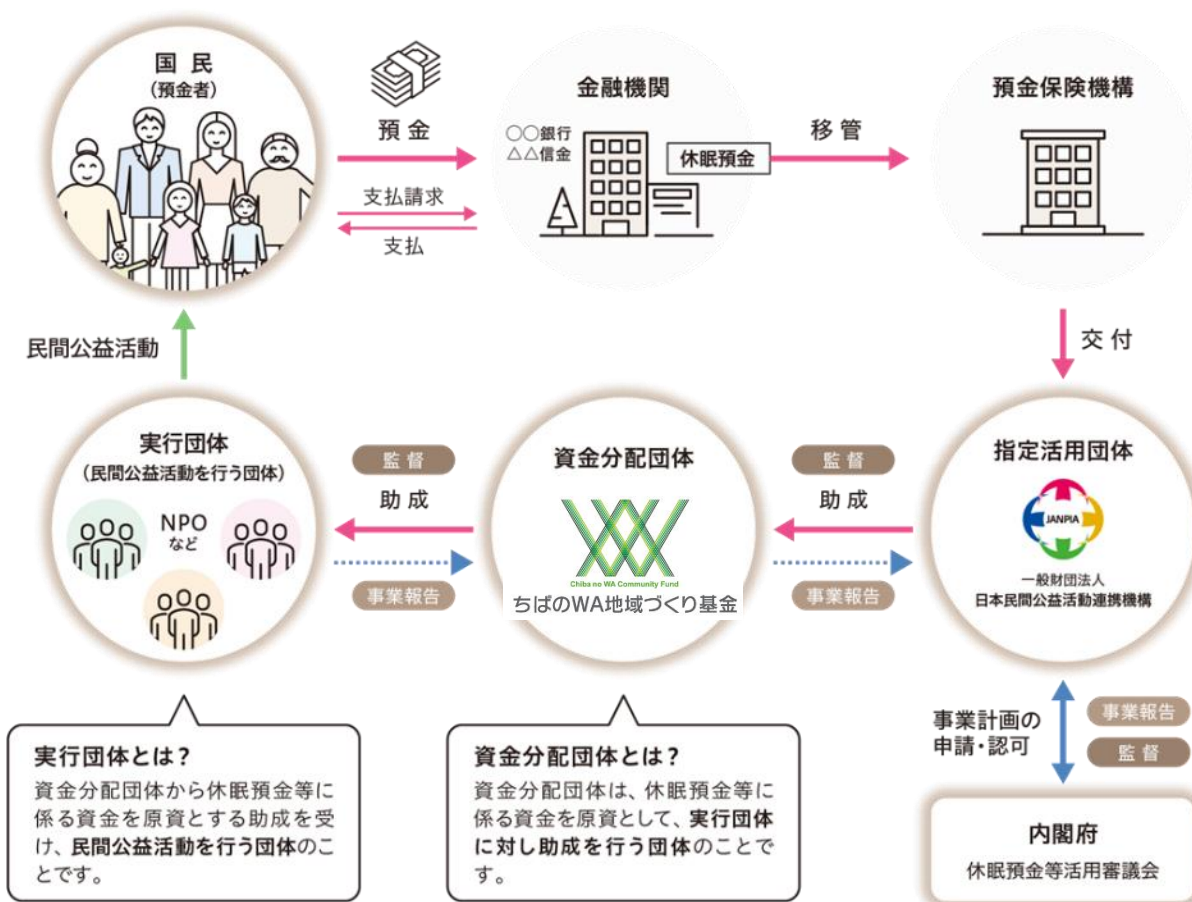 国 民
(預金者)
預 金
支払請求
支払
金融機関
〇〇銀行
△△信金
休眠預金
移 管
預金保険機構
交 付
民間公益活動
実行団体
(民間公益活動を行う団体)
NPO
など
監 督
助 成
事業報告
資金分配団体
Chiba no WA Community Fund
ちばのWA地域づくり基金
監 督
助 成
事業報告
指定活用団体
JANPIA
一般財団法人
日本民間公益活動連携機構
実行団体とは？
資金分配団体から休眠預金等に
係る資金を原資とする助成を受
け、民間公益活動を行う団体のこ
とです。
資金分配団体とは？
資金分配団体は、休眠預金等に
係る資金を原資として、実行団体
に対し助成を行う団体のことで
す。
事業計画の
申請・認可
事業報告
監 督
内閣府
休眠預金等活用審議会